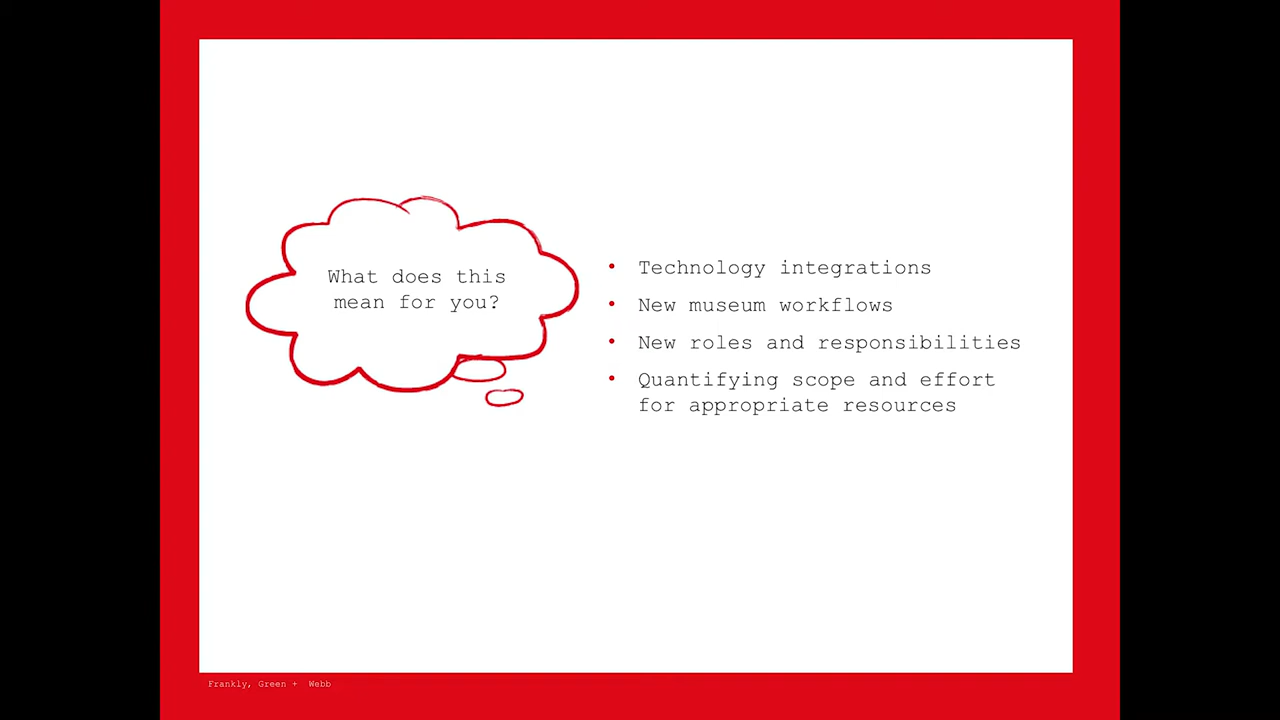 What does this
mean for you?
• Technology integrations
• New museum workflows
• New roles and responsibilities
• Quantifying scope and effort
for appropriate resources
Frankly, Green + Webb